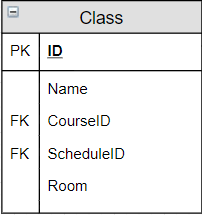 Class
PK ID
Name
FK CourseID
FK ScheduleID
Room